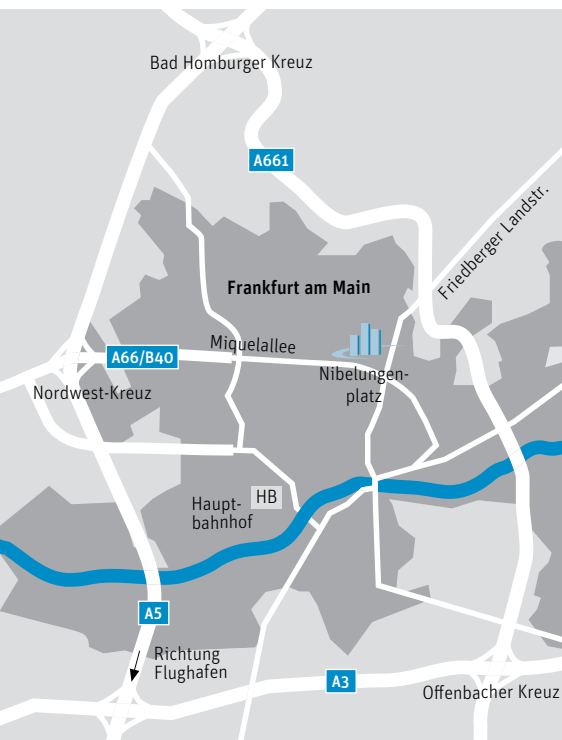 Bad Homburger Kreuz
A661
Friedberger Landstr.
Frankfurt am Main
Miquelallee
A66/B40
Nibelungen-
platz
Nordwest-Kreuz
HB
Haupt-
bahnhof
A5
Richtung
Flughafen
A3
Offenbacher Kreuz